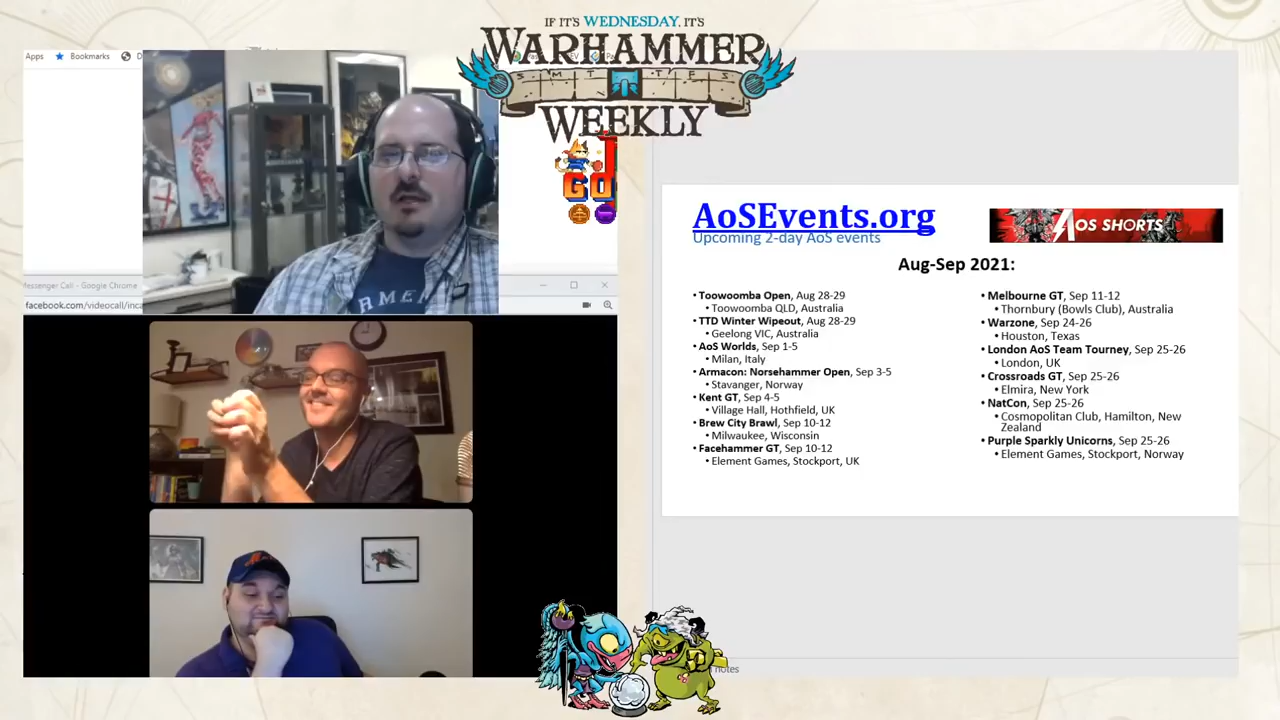 IF IT'S WEDNESDAY, IT'S
WARHAMMER
WEEKLY
Apps
Bookmarks
Messenger Call - Google Chrome
facebook.com/videocall/inca
AoSEvents.org
Upcoming 2-day AoS events
AOS SHORTS
Aug-Sep 2021:
• Toowoomba Open, Aug 28-29
• Toowoomba QLD, Australia
• TTD Winter Wipeout, Aug 28-29
• Geelong VIC, Australia
• AoS Worlds, Sep 1-5
• Milan, Italy
• Armacon: Norsehammer Open, Sep 3-5
• Stavanger, Norway
• Kent GT, Sep 4-5
• Village Hall, Hothfield, UK
• Brew City Brawl, Sep 10-12
• Milwaukee, Wisconsin
• Facehammer GT, Sep 10-12
• Element Games, Stockport, UK
• Melbourne GT, Sep 11-12
• Thornbury (Bowls Club), Australia
• Warzone, Sep 24-26
• Houston, Texas
• London AoS Team Tourney, Sep 25-26
• London, UK
• Crossroads GT, Sep 25-26
• Elmira, New York
• NatCon, Sep 25-26
• Cosmopolitan Club, Hamilton, New
Zealand
• Purple Sparkly Unicorns, Sep 25-26
• Element Games, Stockport, Norway
notes